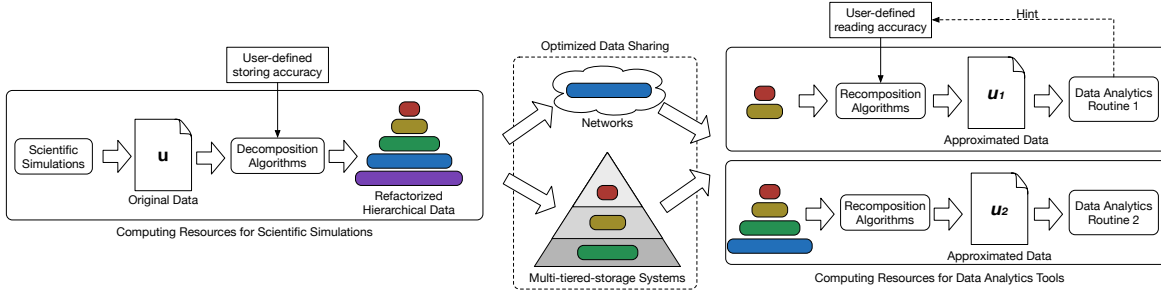 User-defined
storing accuracy
Scientific
Simulations
u
Original Data
Decomposition
Algorithms
Refactorized
Hierarchical Data
Computing Resources for Scientific Simulations
Optimized Data Sharing
Networks
Multi-tiered-storage Systems
User-defined
reading accuracy
Hint
Recomposition
Algorithms
u1
Approximated Data
Data Analytics
Routine 1
Recomposition
Algorithms
u2
Approximated Data
Data Analytics
Routine 2
Computing Resources for Data Analytics Tools